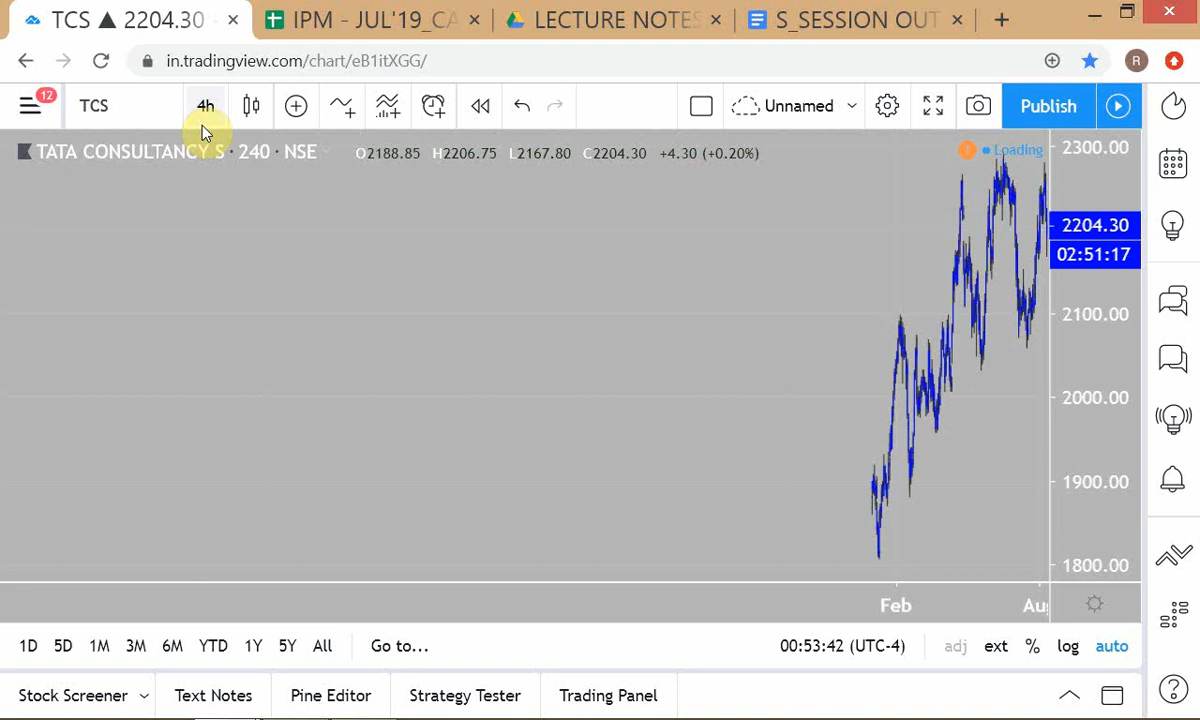 TCS ▲ 2204.30
IPM - JUL'19_CA
LECTURE NOTES
S_SESSION OUT
in.tradingview.com/chart/eB1itXGG/
R
12
TCS
4h
Unnamed
Publish
TATA CONSULTANCY S · 240 · NSE
O2188.85 H2206.75 L2167.80 C2204.30 +4.30 (+0.20%)
Loading
2300.00
2204.30
02:51:17
2100.00
2000.00
1900.00
1800.00
Feb
Aug
1D 5D 1M 3M 6M YTD 1Y 5Y All
Go to...
00:53:42 (UTC-4)
adj ext % log auto
Stock Screener
Text Notes
Pine Editor
Strategy Tester
Trading Panel